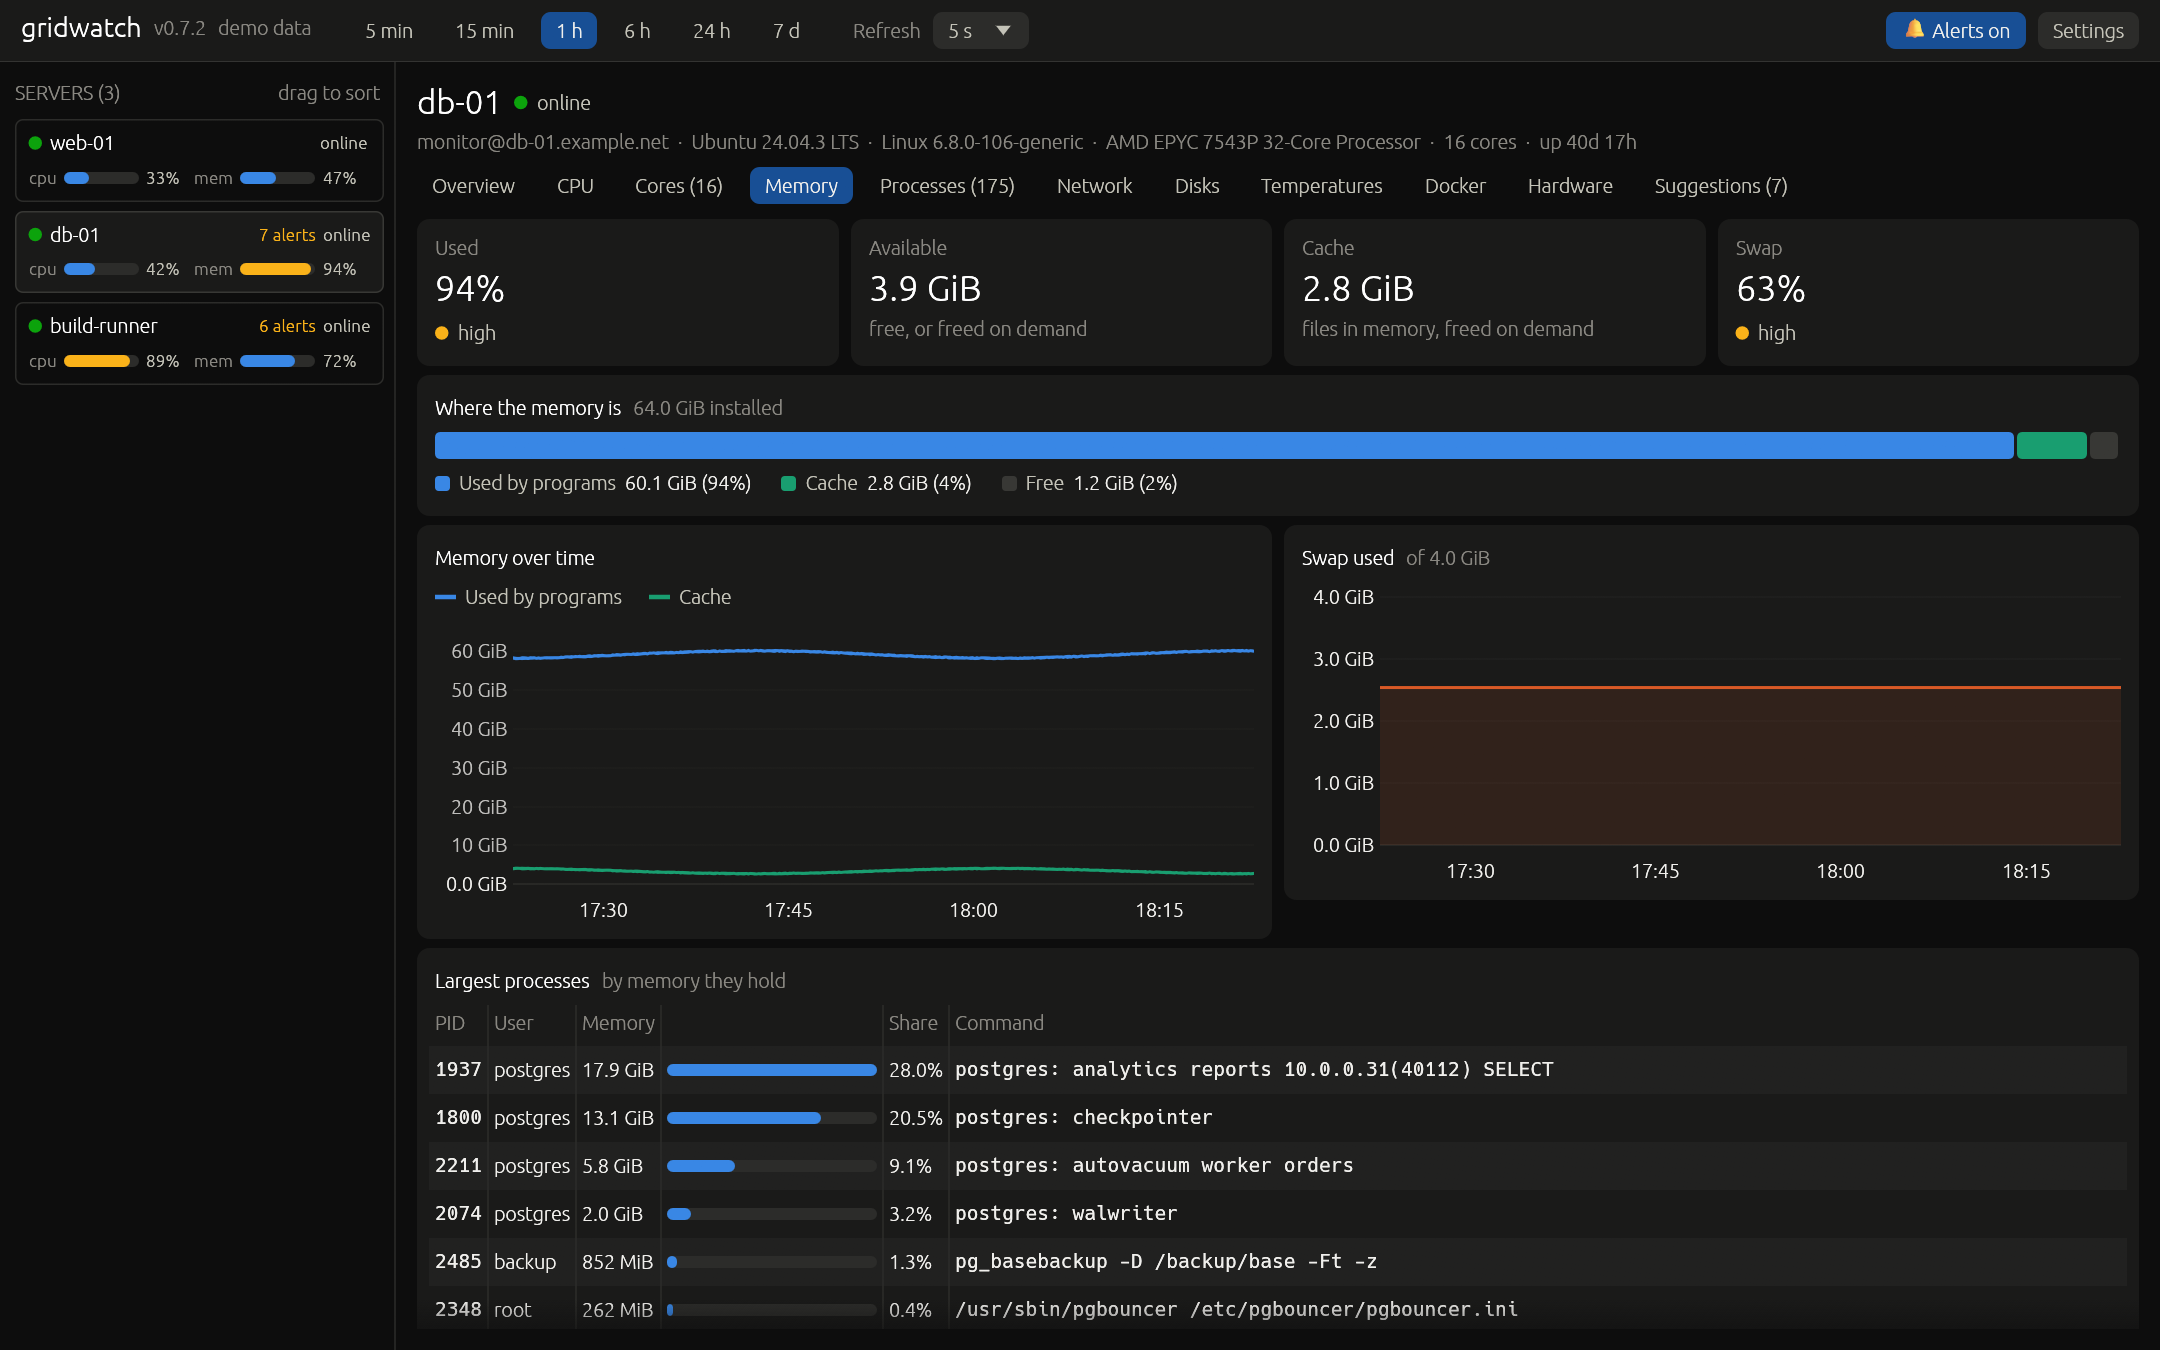 gridwatch v0.7.2 demo data 5 min 15 min 1 h 6 h 24 h 7 d Refresh 5 s Alerts on Settings
SERVERS (3) drag to sort
web-01 online
cpu 33% mem 47%
db-01 7 alerts online
cpu 42% mem 94%
build-runner 6 alerts online
cpu 89% mem 72%
db-01 online
monitor@db-01.example.net · Ubuntu 24.04.3 LTS · Linux 6.8.0-106-generic · AMD EPYC 7543P 32-Core Processor · 16 cores · up 40d 17h
Overview CPU Cores (16) Memory Processes (175) Network Disks Temperatures Docker Hardware Suggestions (7)
Used
94%
high
Available
3.9 GiB
free, or freed on demand
Cache
2.8 GiB
files in memory, freed on demand
Swap
63%
high
Where the memory is 64.0 GiB installed
Used by programs 60.1 GiB (94%) Cache 2.8 GiB (4%) Free 1.2 GiB (2%)
Memory over time
Used by programs Cache
60 GiB
50 GiB
40 GiB
30 GiB
20 GiB
10 GiB
0.0 GiB
17:30 17:45 18:00 18:15
Swap used of 4.0 GiB
4.0 GiB
3.0 GiB
2.0 GiB
1.0 GiB
0.0 GiB
17:30 17:45 18:00 18:15
Largest processes by memory they hold
PID User Memory Share Command
1937 postgres 17.9 GiB 28.0% postgres: analytics reports 10.0.0.31(40112) SELECT
1800 postgres 13.1 GiB 20.5% postgres: checkpointer
2211 postgres 5.8 GiB 9.1% postgres: autovacuum worker orders
2074 postgres 2.0 GiB 3.2% postgres: walwriter
2485 backup 852 MiB 1.3% pg_basebackup -D /backup/base -Ft -z
2348 root 262 MiB 0.4% /usr/sbin/pgbouncer /etc/pgbouncer/pgbouncer.ini